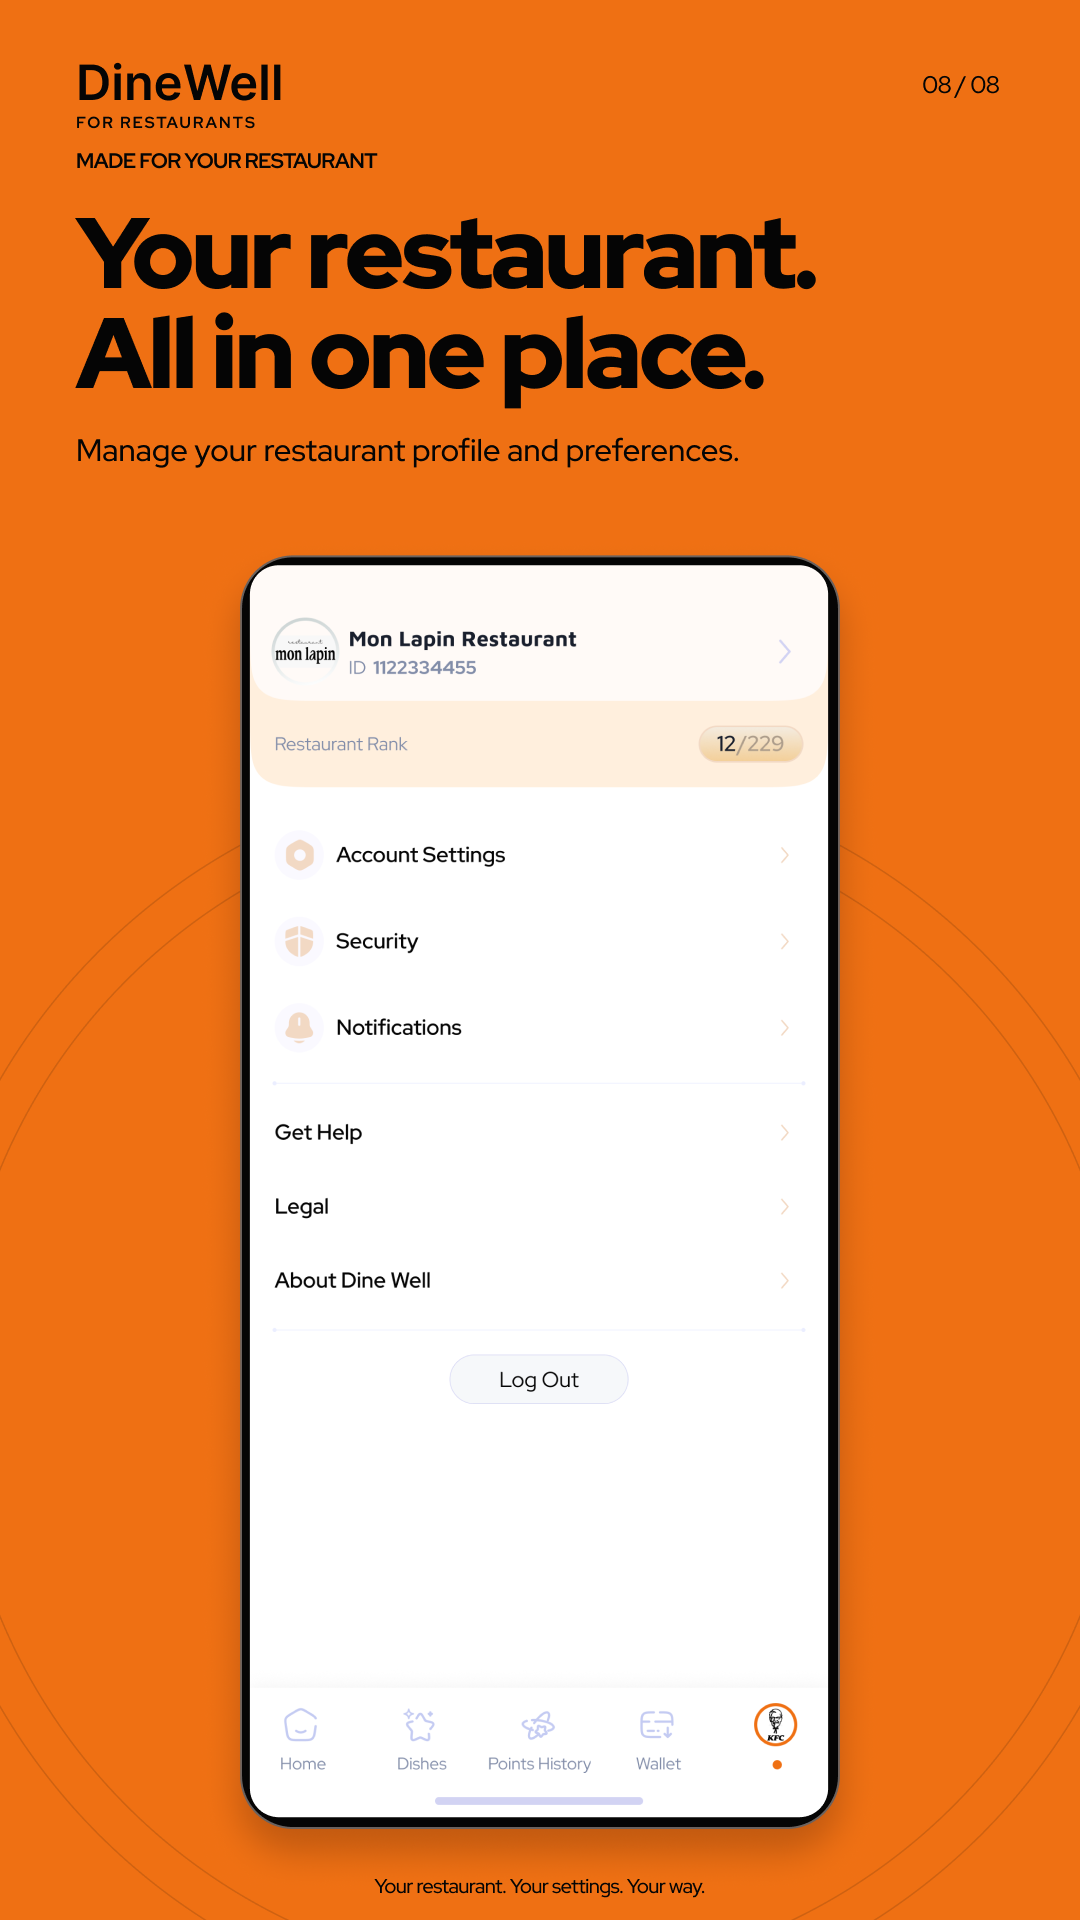 DineWell
08 / 08
FOR RESTAURANTS
MADE FOR YOUR RESTAURANT
Your restaurant.
All in one place.
Manage your restaurant profile and preferences.
restaurant
mon lapin
Mon Lapin Restaurant
ID 1122334455
Restaurant Rank
12/229
Account Settings
Security
Notifications
Get Help
Legal
About Dine Well
Log Out
KFC
Home
Dishes
Points History
Wallet
Your restaurant. Your settings. Your way.